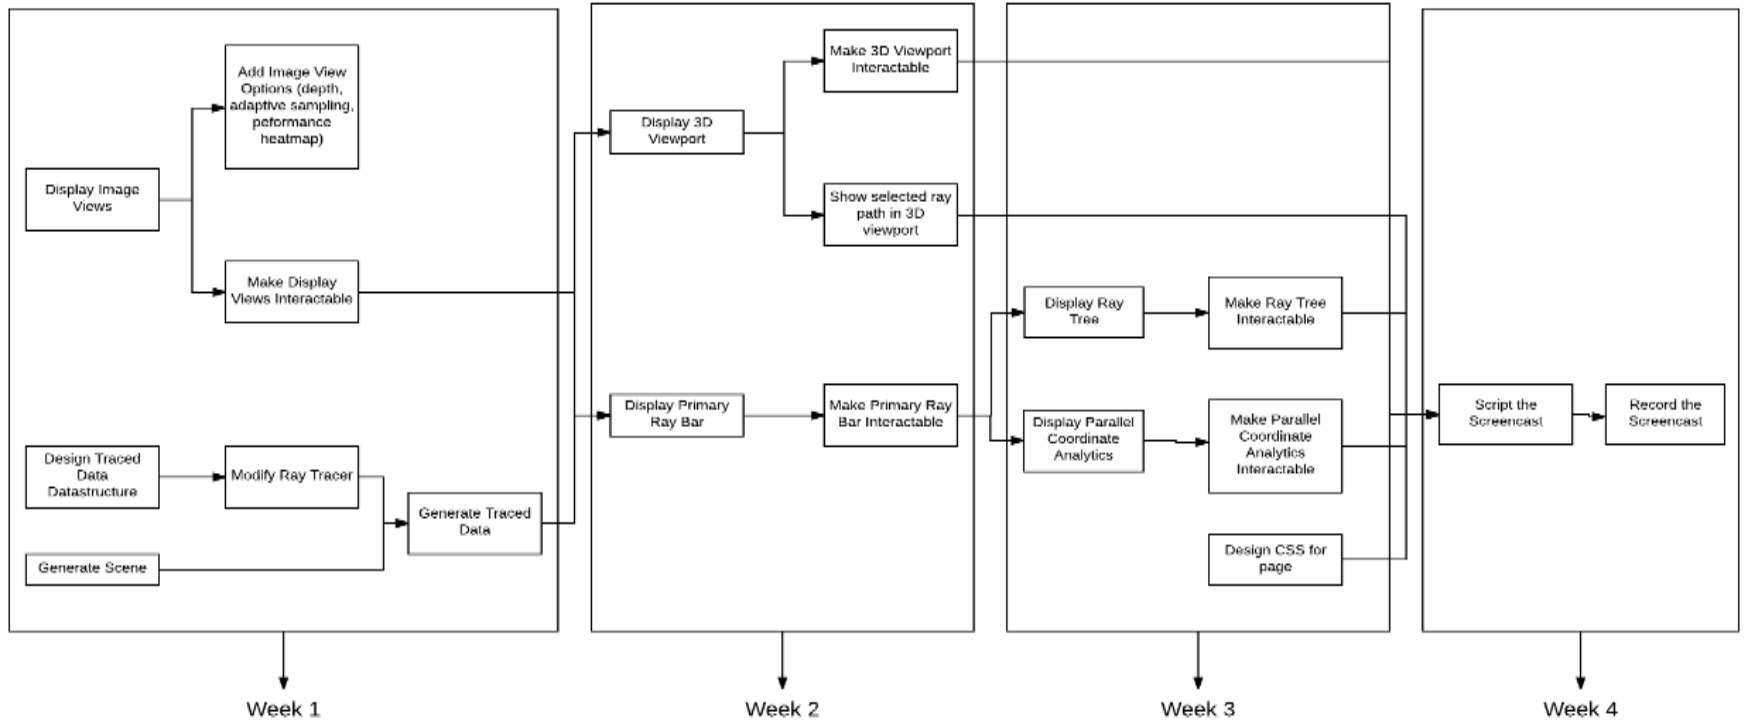 Add Image View
Options (depth,
adaptive sampling,
peformance
heatmap)
Display Image
Views
Make Display
Views Interactable
Design Traced
Data
Datastructure
Modify Ray Tracer
Generate Traced
Data
Generate Scene
Week 1
Make 3D Viewport
Interactable
Display 3D
Viewport
Show selected ray
path in 3D
viewport
Display Primary
Ray Bar
Make Primary Ray
Bar Interactable
Week 2
Display Ray
Tree
Make Ray Tree
Interactable
Display Parallel
Coordinate
Analytics
Make Parallel
Coordinate
Analytics
Interactable
Design CSS for
page
Week 3
Script the
Screencast
Record the
Screencast
Week 4